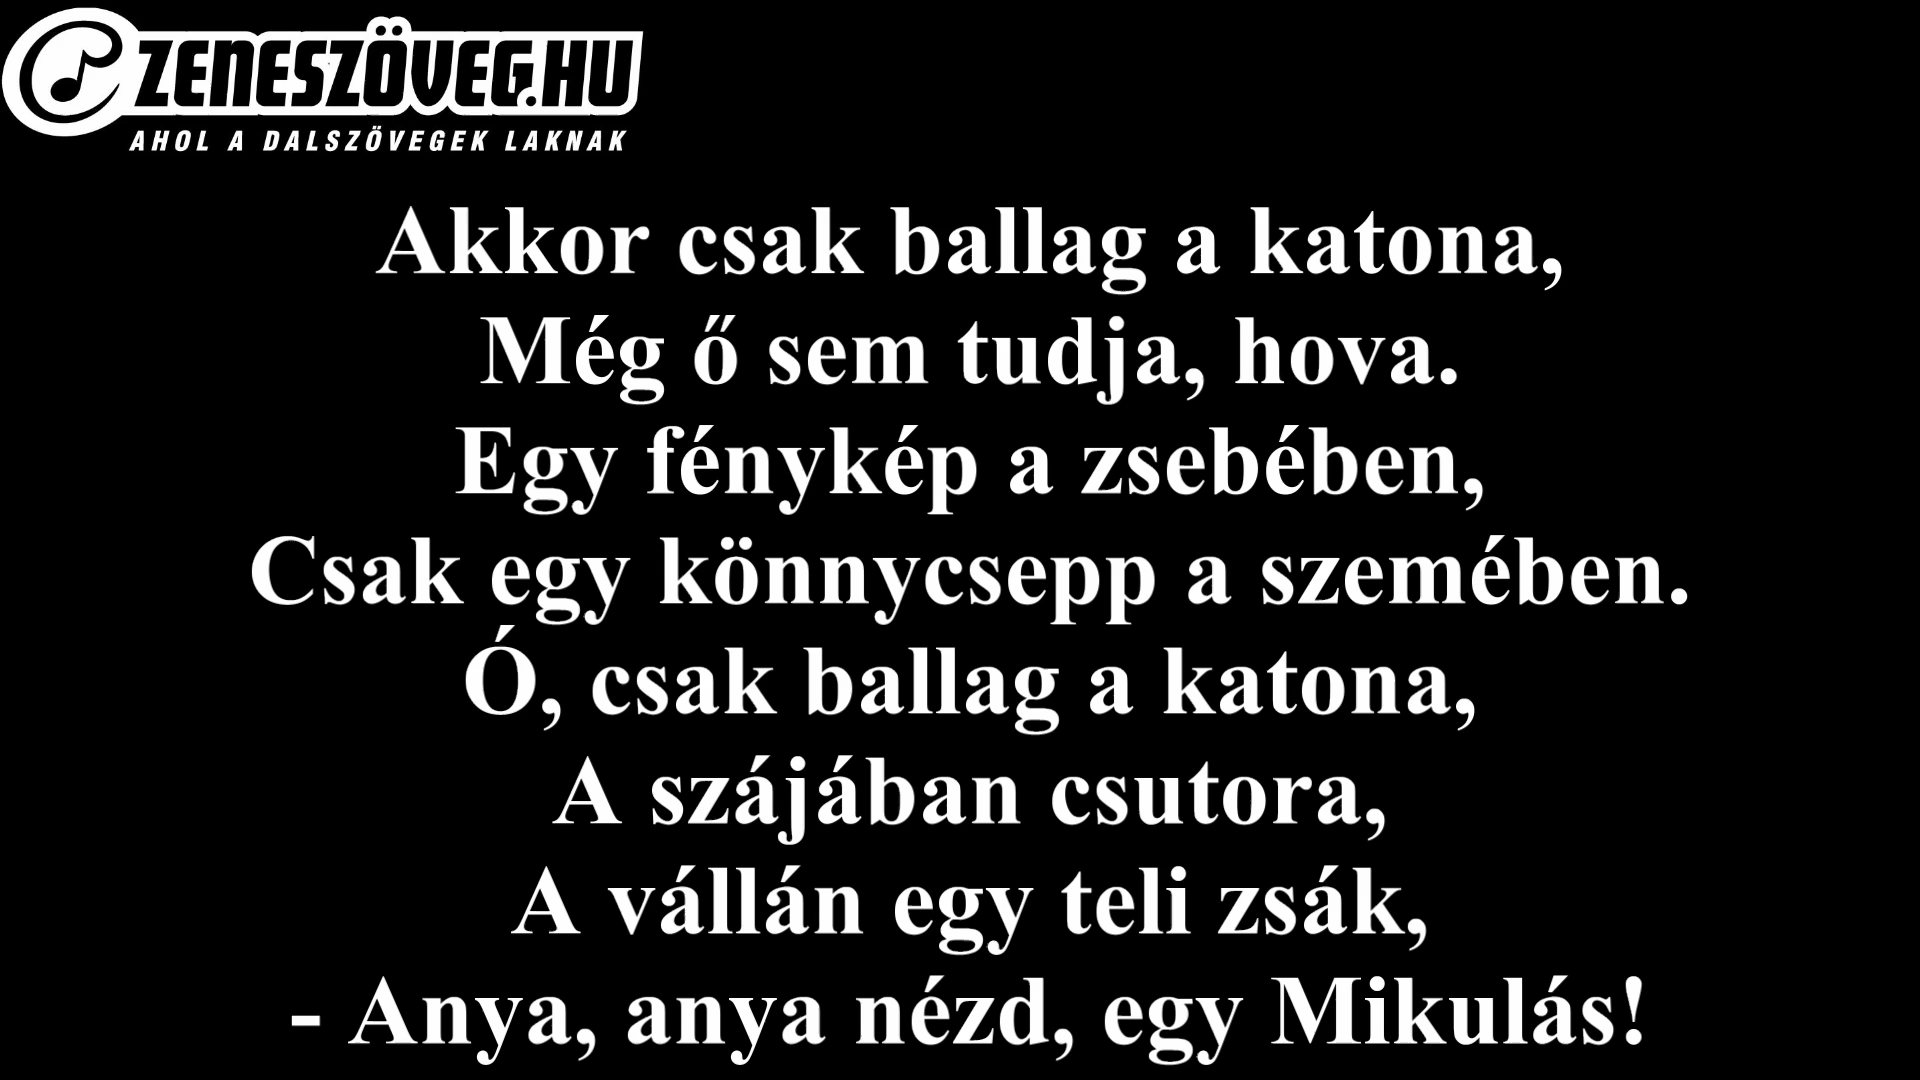 ZENESZÖVEG.HU
AHOL A DALSZÖVEGEK LAKNAK
Akkor csak ballag a katona,
Még ő sem tudja, hova.
Egy fénykép a zsebében,
Csak egy könnycsepp a szemében.
Ó, csak ballag a katona,
A szájában csutora,
A vállán egy teli zsák,
- Anya, anya nézd, egy Mikulás!